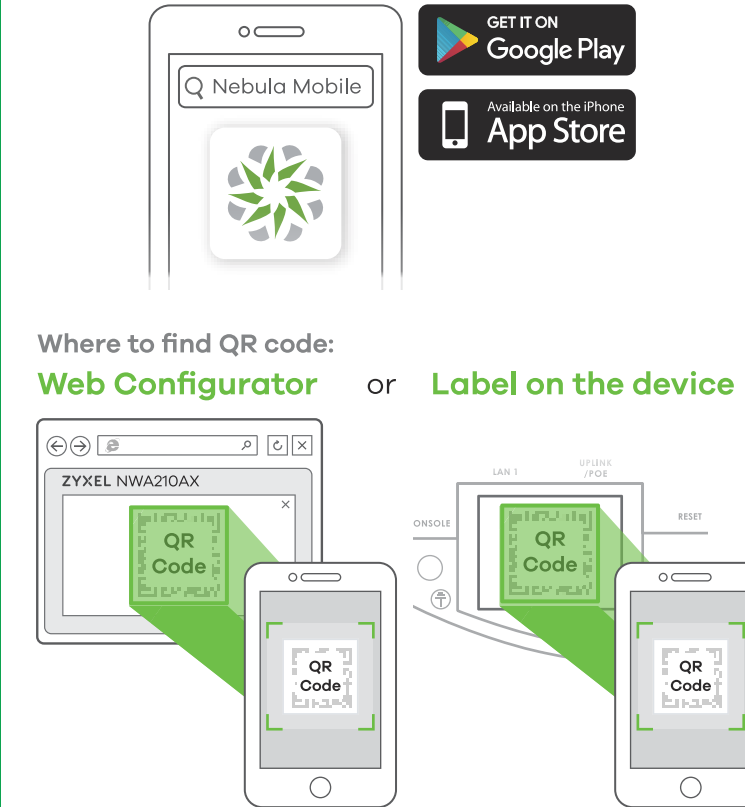 GET IT ON
Google Play
Nebula Mobile
Available on the iPhone
App Store
Where to find QR code:
Web Configurator or Label on the device
ZYXEL NWA210AX
QR
Code
QR
Code
LAN 1
UPLINK
/POE
ONSOLE
RESET
QR
Code
QR
Code